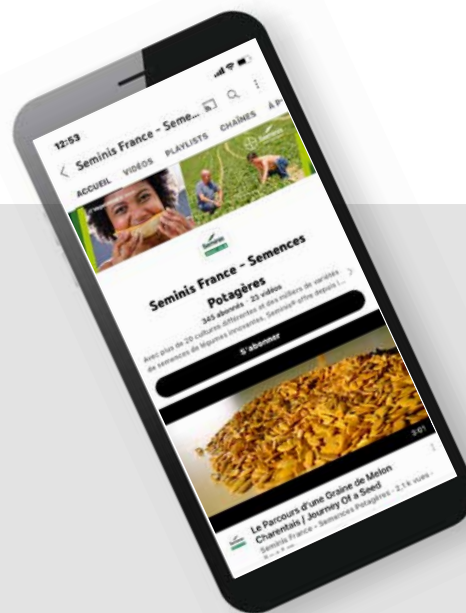 12:53
Seminis France - Seme...
ACCUEIL VIDÉOS PLAYLISTS CHAÎNES À P
Seminis
Seminis France - Semences
Potagères
345 abonnés · 23 vidéos
Avec plus de 20 cultures différentes et des milliers de variétés
de semences de légumes innovantes, Seminis® offre depuis l...
S'abonner
3:01
Le Parcours d'une Graine de Melon
Charentais / Journey Of a Seed
Seminis France - Semences Potagères · 2,1 k vues ·